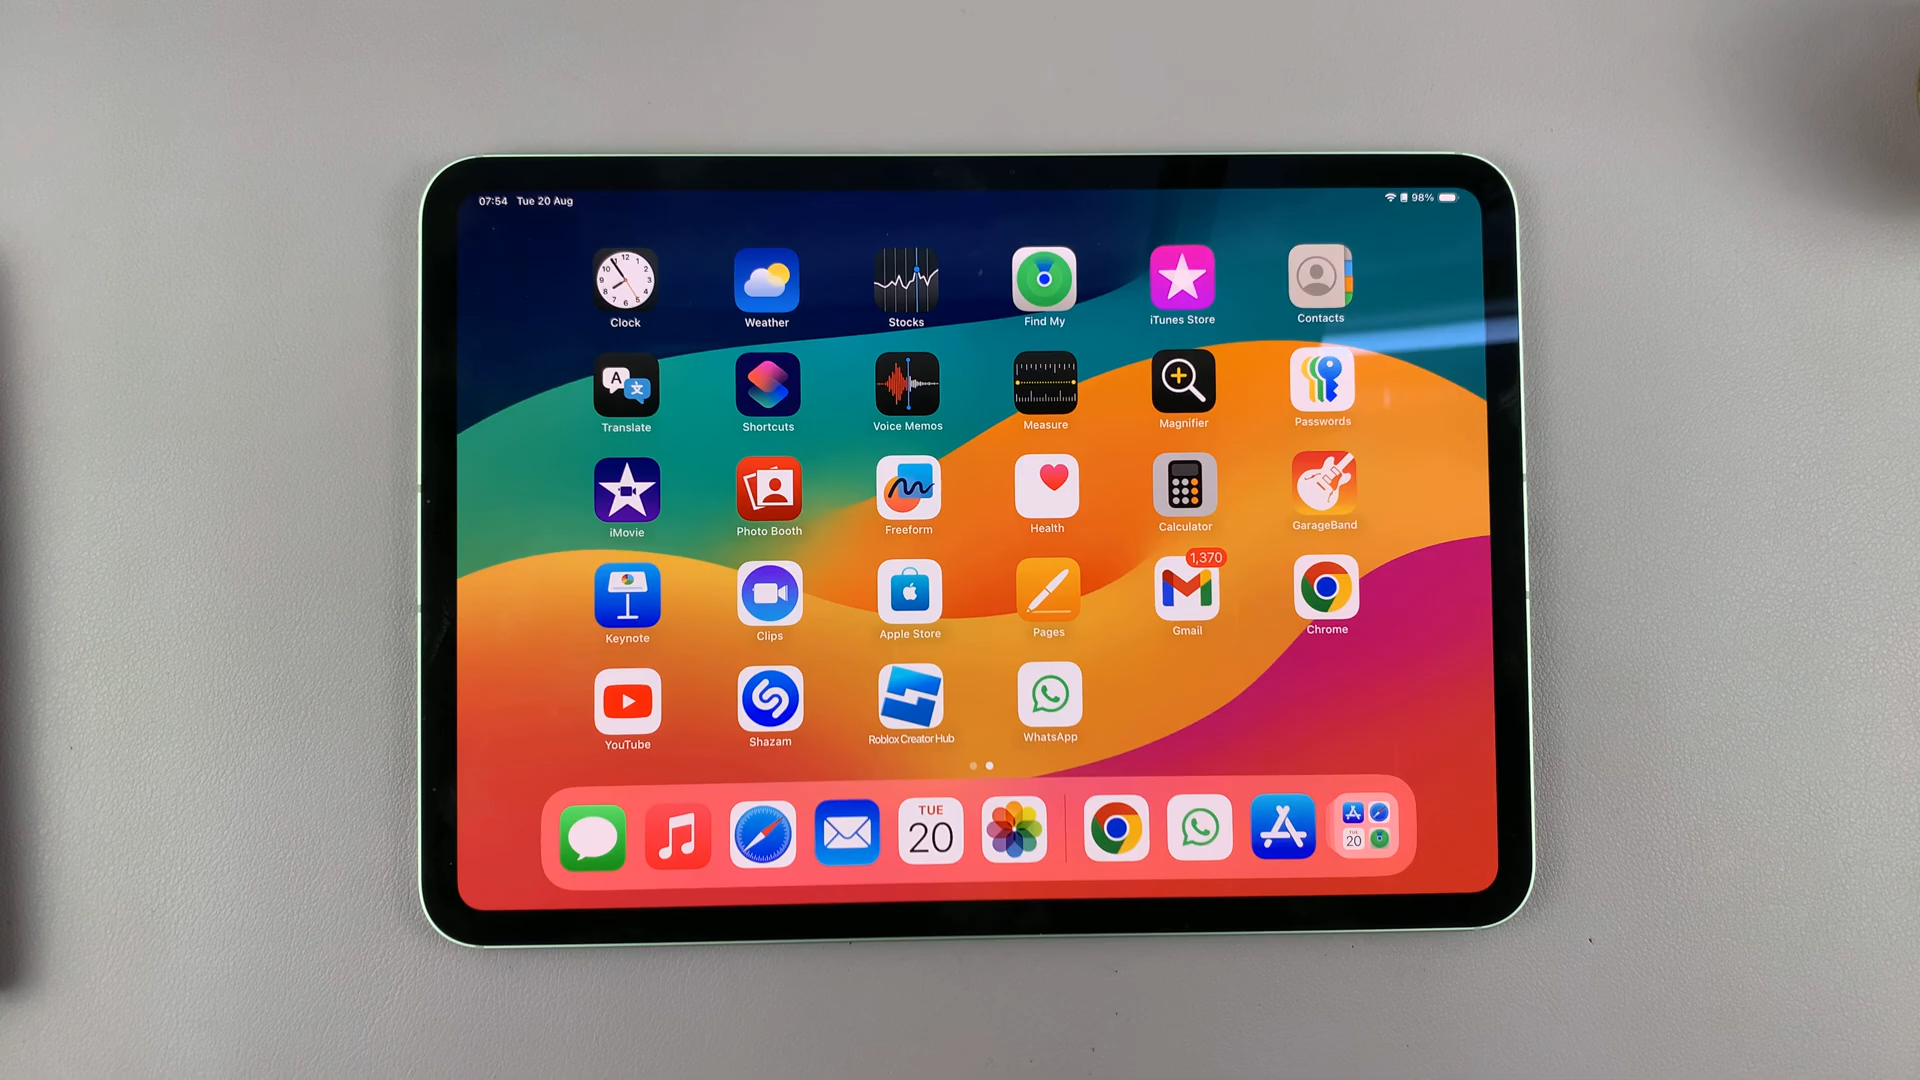 07:54 Tue 20 Aug
98%
Clock
Weather
Stocks
Find My
iTunes Store
Contacts
Translate
Shortcuts
Voice Memos
Measure
Magnifier
Passwords
iMovie
Photo Booth
Freeform
Health
Calculator
GarageBand
Keynote
Clips
Apple Store
Pages
1,370
Gmail
Chrome
YouTube
Shazam
Roblox Creator Hub
WhatsApp
TUE
20
20